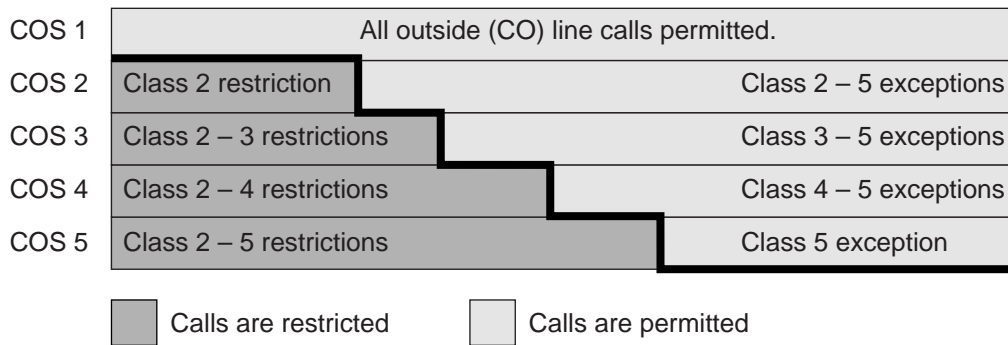 COS 1 All outside (CO) line calls permitted.
COS 2 Class 2 restriction Class 2 – 5 exceptions
COS 3 Class 2 – 3 restrictions Class 3 – 5 exceptions
COS 4 Class 2 – 4 restrictions Class 4 – 5 exceptions
COS 5 Class 2 – 5 restrictions Class 5 exception
Calls are restricted Calls are permitted